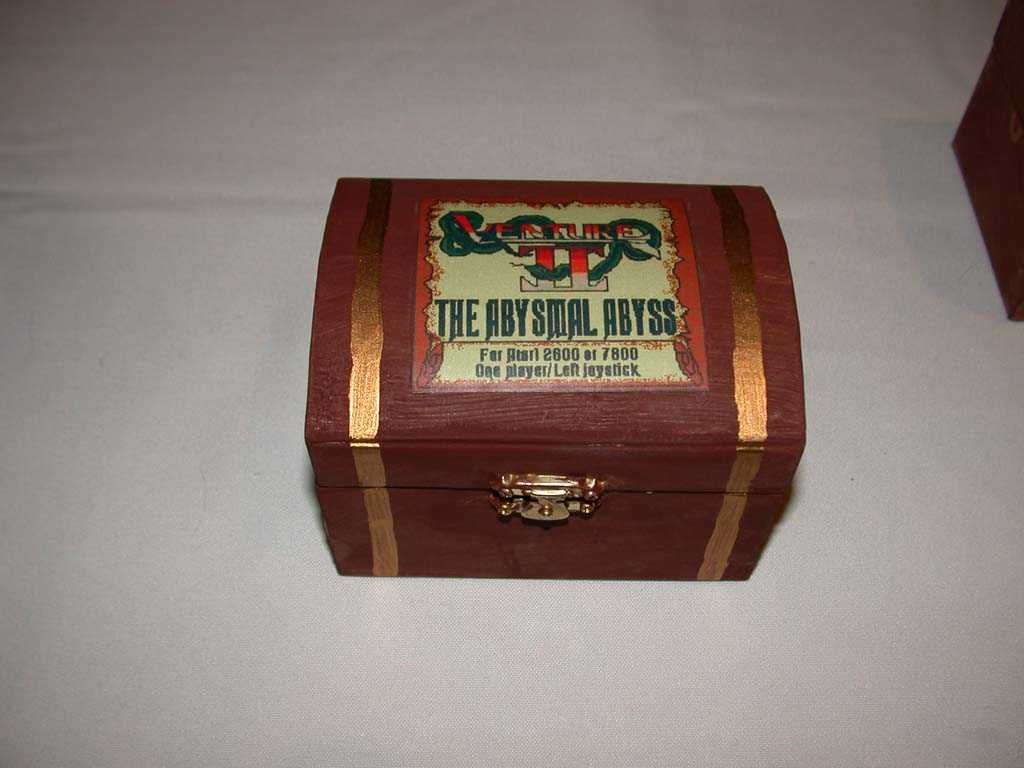 VENTURE
II
THE ABYSMAL ABYSS
For Atari 2600 or 7800
One player/Left joystick